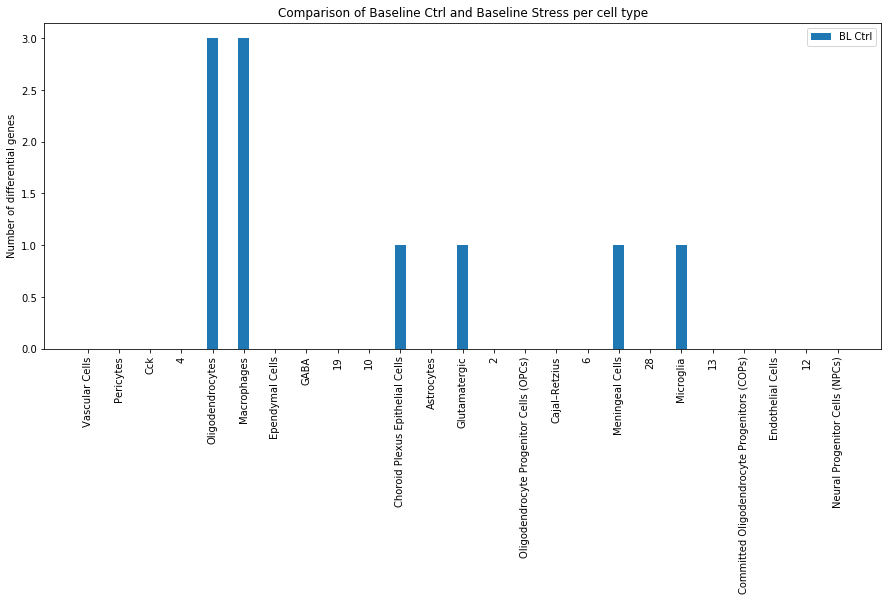 Comparison of Baseline Ctrl and Baseline Stress per cell type
BL Ctrl
Number of differential genes
3.0
2.5
2.0
1.5
1.0
0.5
0.0
Vascular Cells
Pericytes
Cck
4
Oligodendrocytes
Macrophages
Ependymal Cells
GABA
19
10
Choroid Plexus Epithelial Cells
Astrocytes
Glutamatergic
2
Oligodendrocyte Progenitor Cells (OPCs)
Cajal–Retzius
6
Meningeal Cells
28
Microglia
13
Committed Oligodendrocyte Progenitors (COPs)
Endothelial Cells
12
Neural Progenitor Cells (NPCs)